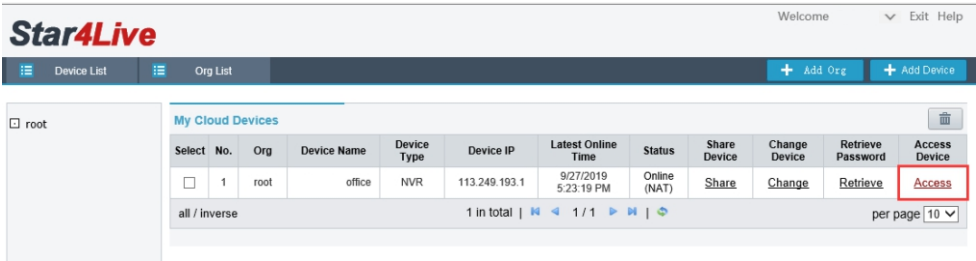 Welcome Exit Help
Star4Live
Device List Org List + Add Org + Add Device
root
My Cloud Devices
Select No. Org Device Name Device Type Device IP Latest Online Time Status Share Device Change Device Retrieve Password Access Device
1 root office NVR 113.249.193.1 9/27/2019 5:23:19 PM Online (NAT) Share Change Retrieve Access
all / inverse 1 in total | 1 / 1 | per page 10